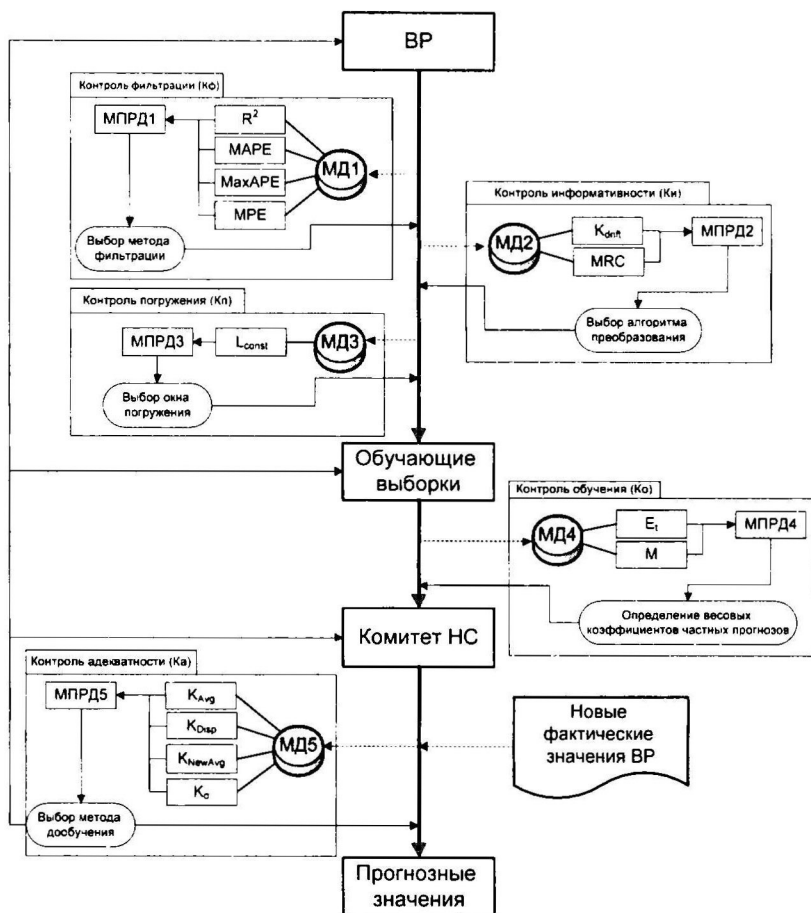 ВР
Контроль фильтрации (Кф)
МПРД1
R²
MAPE
MaxAPE
MPE
МД1
Выбор метода
фильтрации
Контроль информативности (Ки)
МД2
K_drift
MRC
МПРД2
Выбор алгоритма
преобразования
Контроль погружения (Кп)
МПРД3
L_const
МД3
Выбор окна
погружения
Обучающие
выборки
Контроль обучения (Ко)
МД4
E_t
M
МПРД4
Определение весовых
коэффициентов частных прогнозов
Комитет НС
Контроль адекватности (Ка)
МПРД5
K_Avg
K_Disp
K_NewAvg
K_σ
МД5
Выбор метода
дообучения
Новые
фактические
значения ВР
Прогнозные
значения